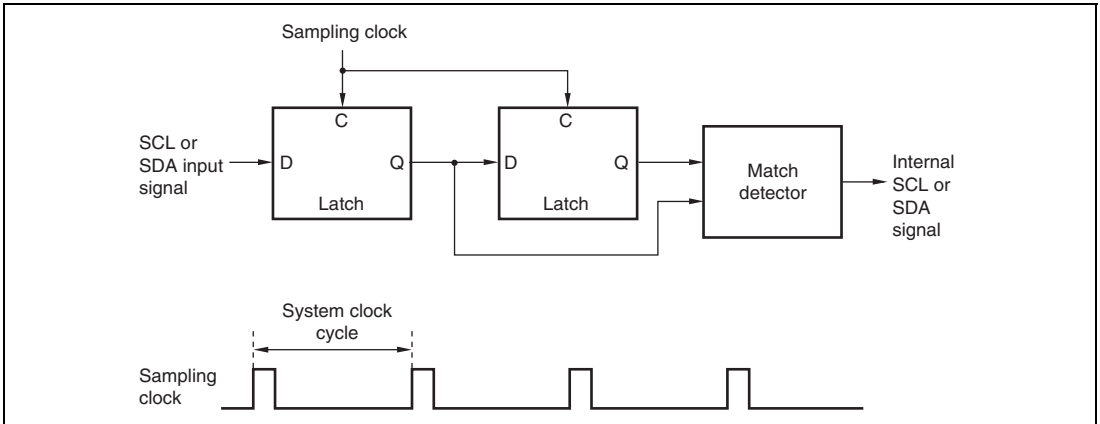 Sampling clock
C
C
SCL or
SDA input
signal
D
Q
D
Q
Latch
Latch
Match
detector
Internal
SCL or
SDA
signal
System clock
cycle
Sampling
clock